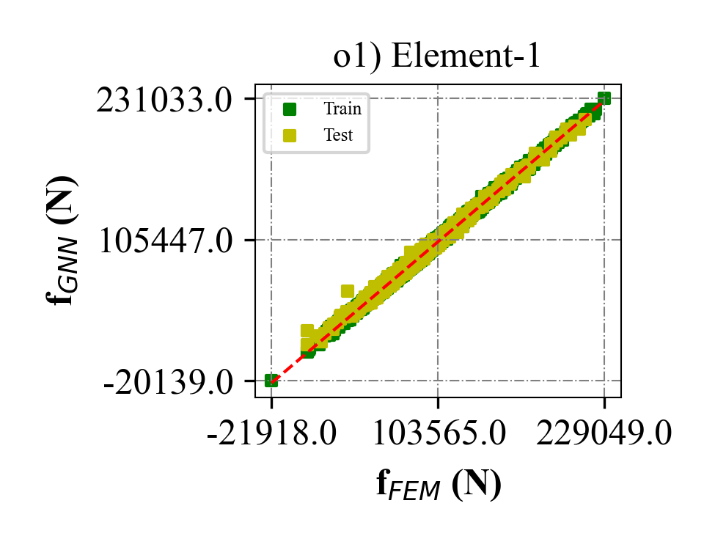 o1) Element-1
231033.0
Train
Test
f_GNN (N)
105447.0
-20139.0
-21918.0 103565.0 229049.0
f_FEM (N)